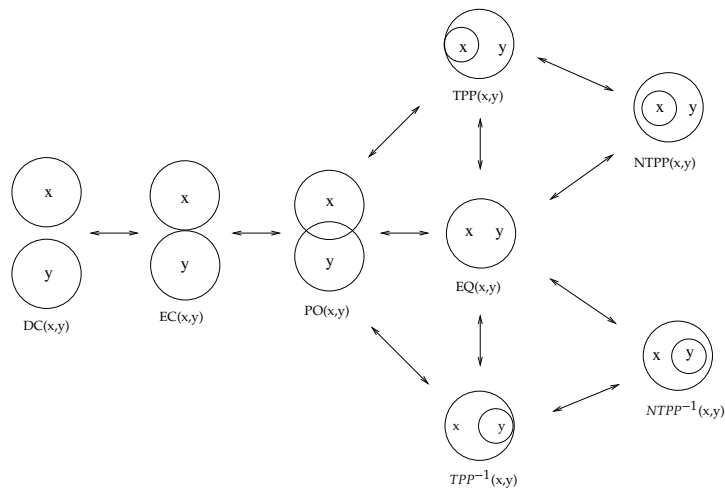 x y
TPP(x,y)
x y
NTPP(x,y)
x
y
DC(x,y)
x
y
EC(x,y)
x
y
PO(x,y)
x y
EQ(x,y)
x y
NTPP⁻¹(x,y)
x y
TPP⁻¹(x,y)